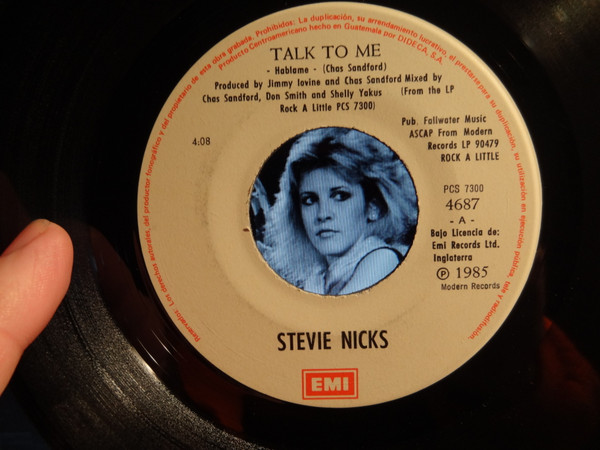 Reservados. Los derechos autorales, del productor fonográfico y del propietario de esta obra grabada. Prohibidos: La duplicación, su arrendamiento lucrativo, el prestarlo para su duplicación, su utilización en ejecución pública, tele y radiodifusión.
Producto Centroamericano hecho en Guatemala por DIDECA, S.A.
TALK TO ME
- Hablame - (Chas Sandford)
Produced by Jimmy Iovine and Chas Sandford Mixed by
Chas Sandford, Don Smith and Shelly Yakus (From the LP
Rock A Little PCS 7300)
4:08
Pub. Fallwater Music
ASCAP From Modern
Records LP 90479
ROCK A LITTLE
PCS 7300
4687
- A -
Bajo Licencia de:
Emi Records Ltd.
Inglaterra
Ⓟ 1985
Modern Records
STEVIE NICKS
EMI